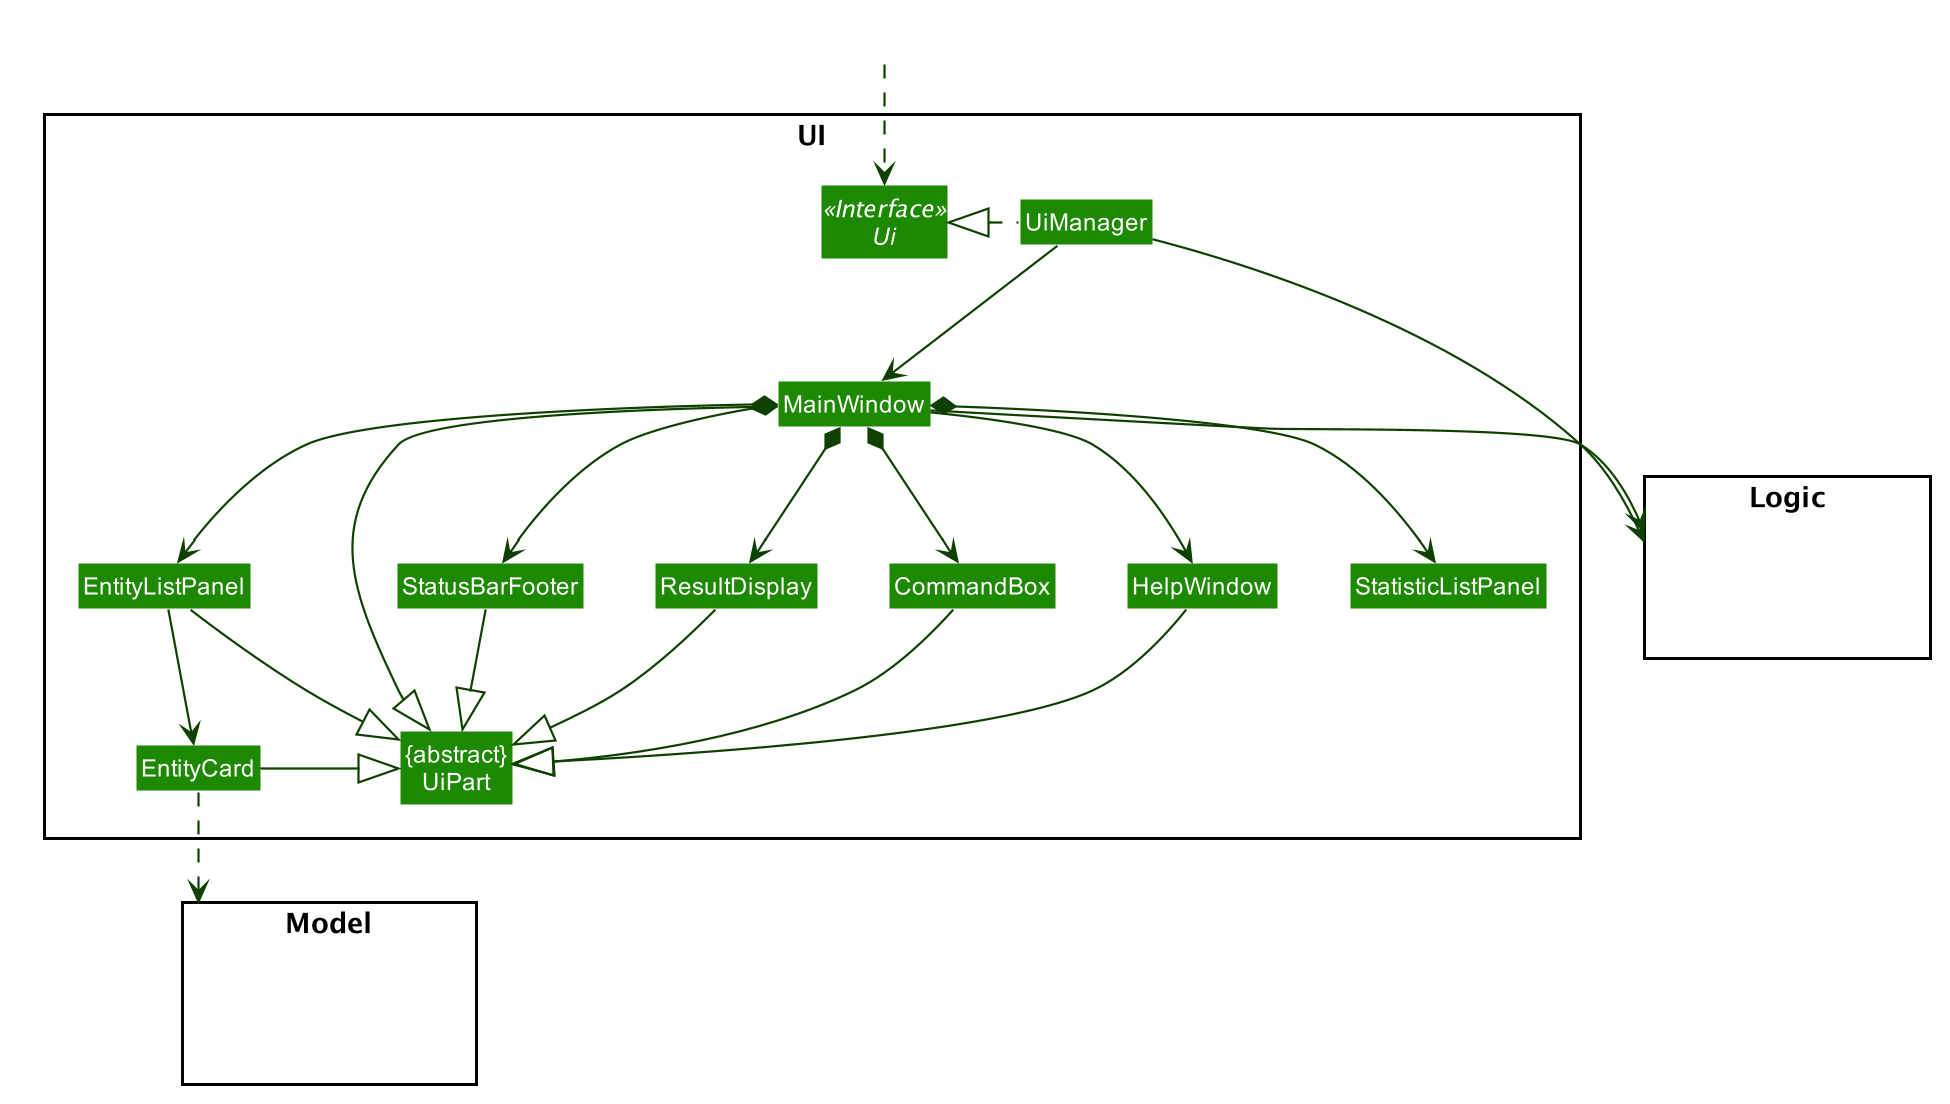 UI
«Interface»
Ui
UiManager
MainWindow
Logic
EntityListPanel
StatusBarFooter
ResultDisplay
CommandBox
HelpWindow
StatisticListPanel
EntityCard
{abstract}
UiPart
Model